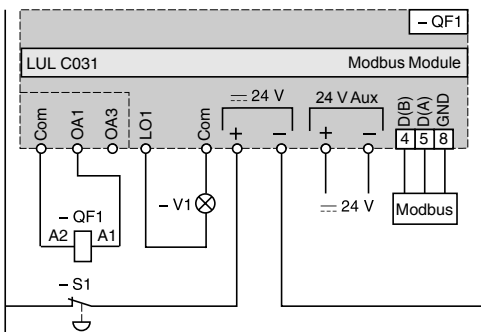 – QF1
LUL C031 Modbus Module
⎓ 24 V 24 V Aux
Com OA1 OA3 LO1 Com + – + – D(B) D(A) GND
4 5 8
– QF1
A2 A1
– V1
⎓ 24 V
Modbus
– S1